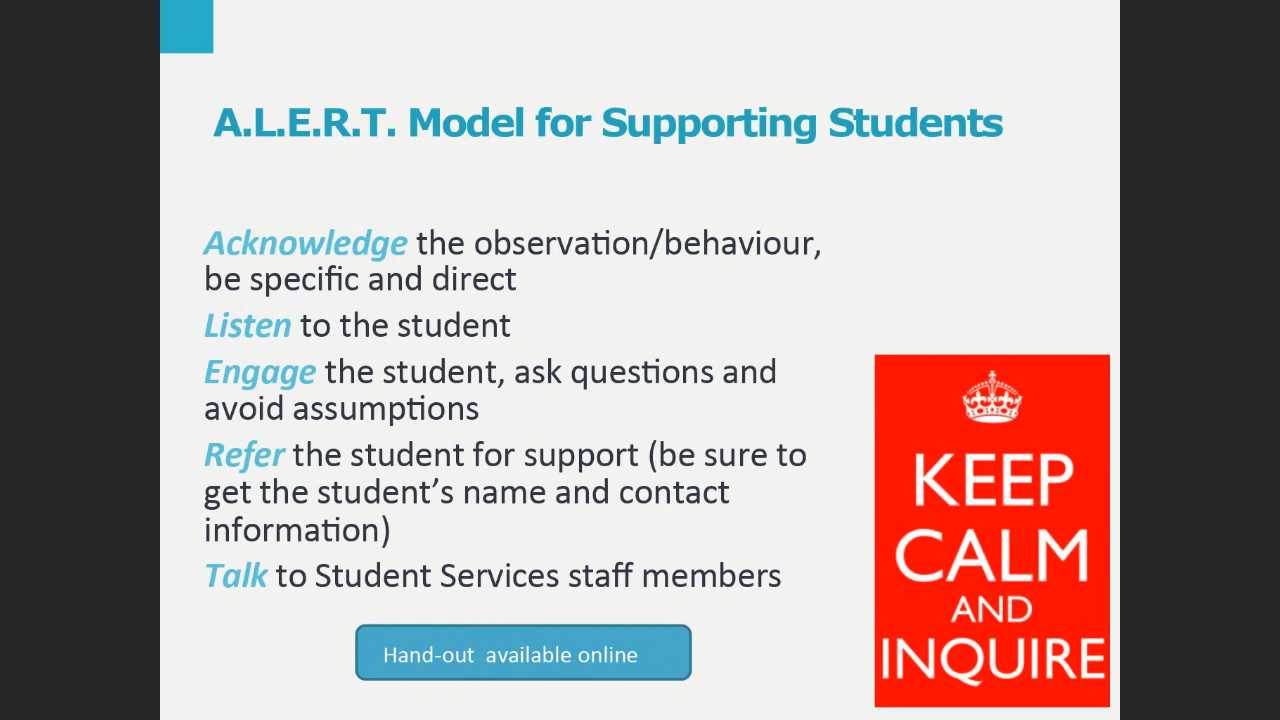 A.L.E.R.T. Model for Supporting Students
Acknowledge the observation/behaviour,
be specific and direct
Listen to the student
Engage the student, ask questions and
avoid assumptions
Refer the student for support (be sure to
get the student’s name and contact
information)
Talk to Student Services staff members
Hand-out  available online
KEEP
CALM
AND
INQUIRE